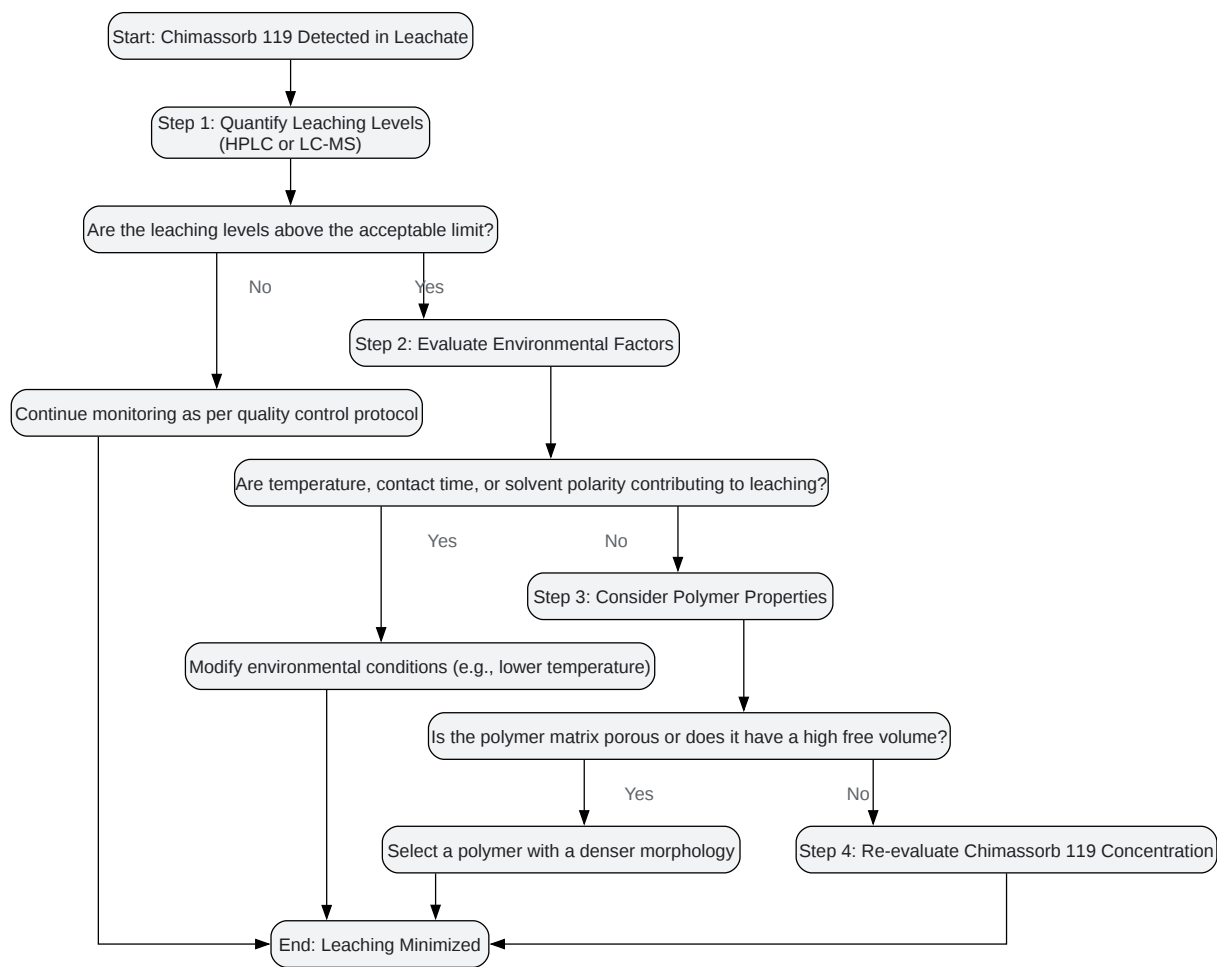 Start: Chimassorb 119 Detected in Leachate
Step 1: Quantify Leaching Levels
(HPLC or LC-MS)
Are the leaching levels above the acceptable limit?
No
Yes
Step 2: Evaluate Environmental Factors
Continue monitoring as per quality control protocol
Are temperature, contact time, or solvent polarity contributing to leaching?
Yes
No
Step 3: Consider Polymer Properties
Modify environmental conditions (e.g., lower temperature)
Is the polymer matrix porous or does it have a high free volume?
Yes
No
Select a polymer with a denser morphology
Step 4: Re-evaluate Chimassorb 119 Concentration
End: Leaching Minimized